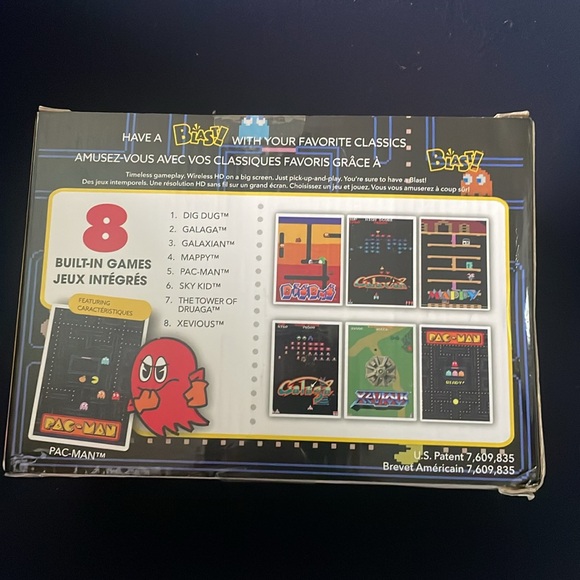 HAVE A BLAST! WITH YOUR FAVORITE CLASSICS
AMUSEZ-VOUS AVEC VOS CLASSIQUES FAVORIS GRÂCE À BLAST!
Timeless gameplay. Wireless HD on a big screen. Just pick-up-and-play. You're sure to have a Blast!
Des jeux intemporels. Une résolution HD sans fil sur un grand écran. Choisissez un jeu et jouez. Vous vous amuserez à coup sûr!
8
BUILT-IN GAMES
JEUX INTÉGRÉS
1. DIG DUG™
2. GALAGA™
3. GALAXIAN™
4. MAPPY™
5. PAC-MAN™
6. SKY KID™
7. THE TOWER OF
DRUAGA™
8. XEVIOUS™
FEATURING
CARACTÉRISTIQUES
PAC-MAN
PAC-MAN™
DIG DUG
Galaxian
MAPPY
Galaga
XEVIOUS
PAC-MAN
READY!
U.S. Patent 7,609,835
Brevet Américain 7,609,835